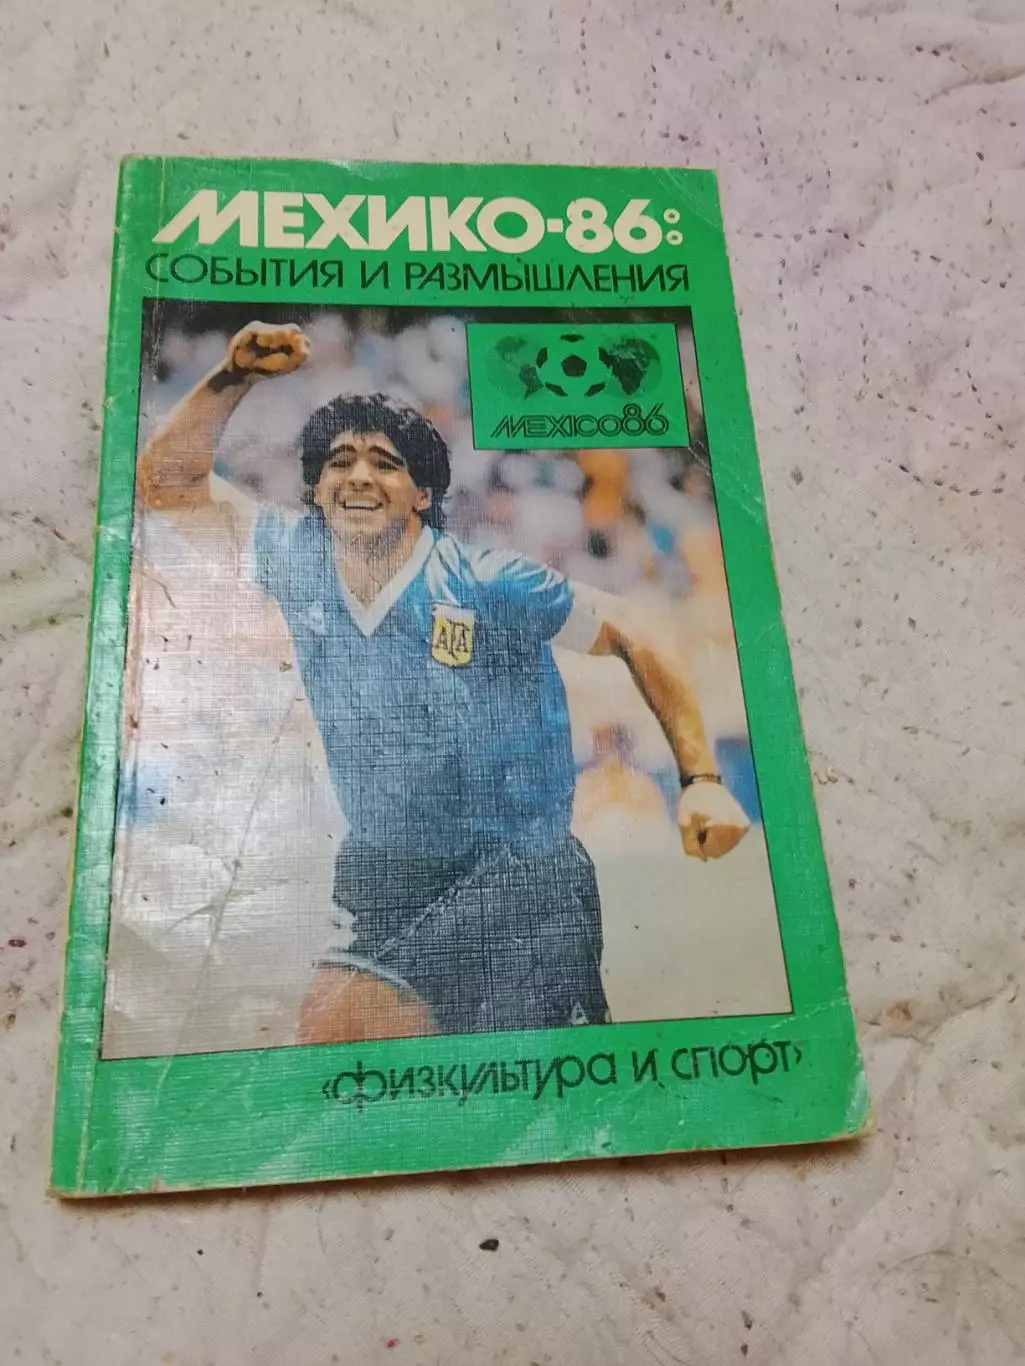 МЕХИКО-86:
СОБЫТИЯ И РАЗМЫШЛЕНИЯ
MEXICO86
AFA
«физкультура и спорт»